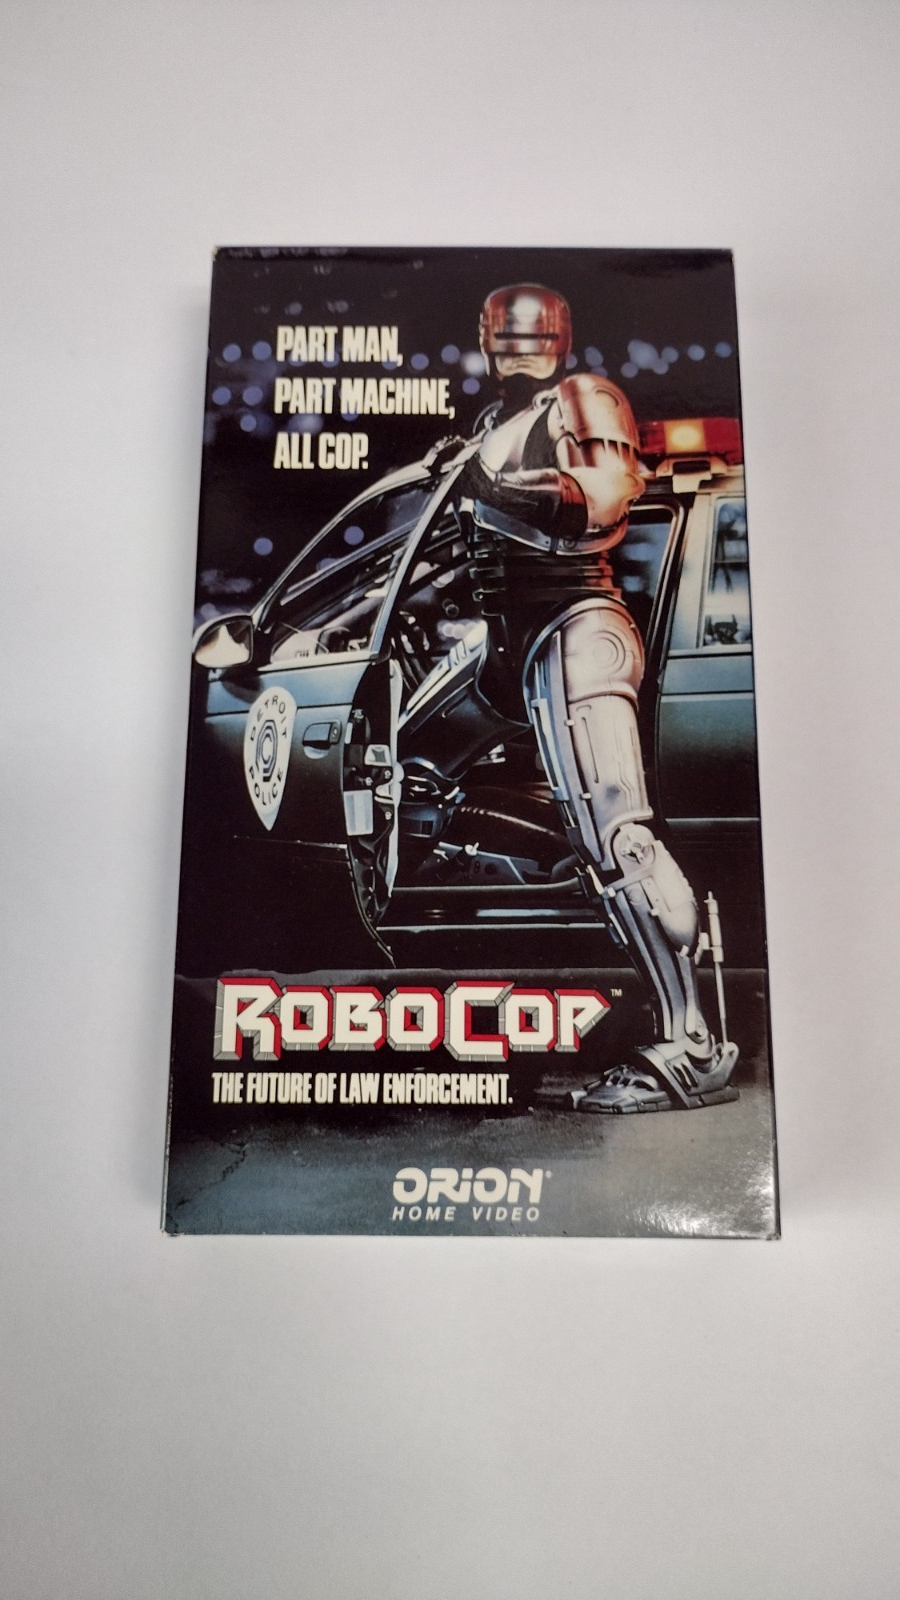 PART MAN,
PART MACHINE,
ALL COP.
DETROIT
POLICE
ROBOCOP™
THE FUTURE OF LAW ENFORCEMENT.
ORION®
HOME VIDEO